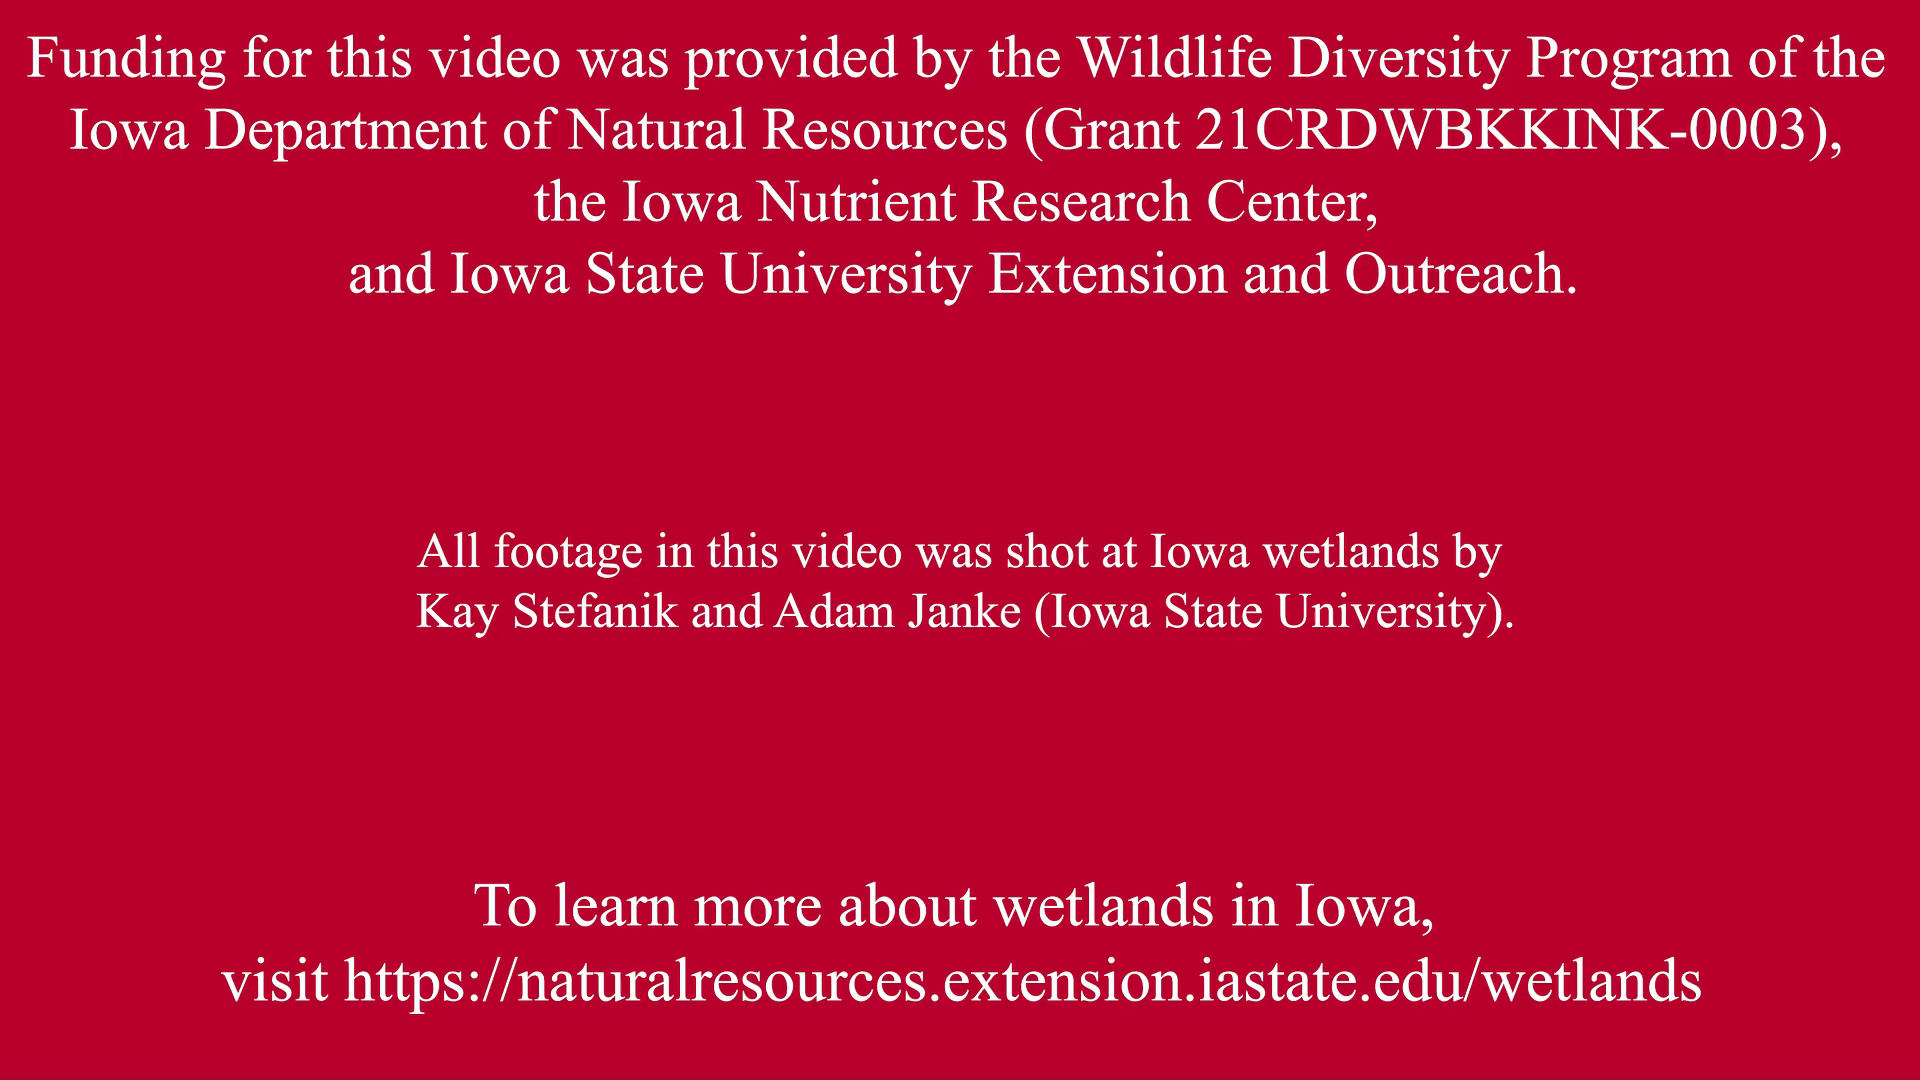 Funding for this video was provided by the Wildlife Diversity Program of the
Iowa Department of Natural Resources (Grant 21CRDWBKKINK-0003),
the Iowa Nutrient Research Center,
and Iowa State University Extension and Outreach.
All footage in this video was shot at Iowa wetlands by
Kay Stefanik and Adam Janke (Iowa State University).
To learn more about wetlands in Iowa,
visit https://naturalresources.extension.iastate.edu/wetlands